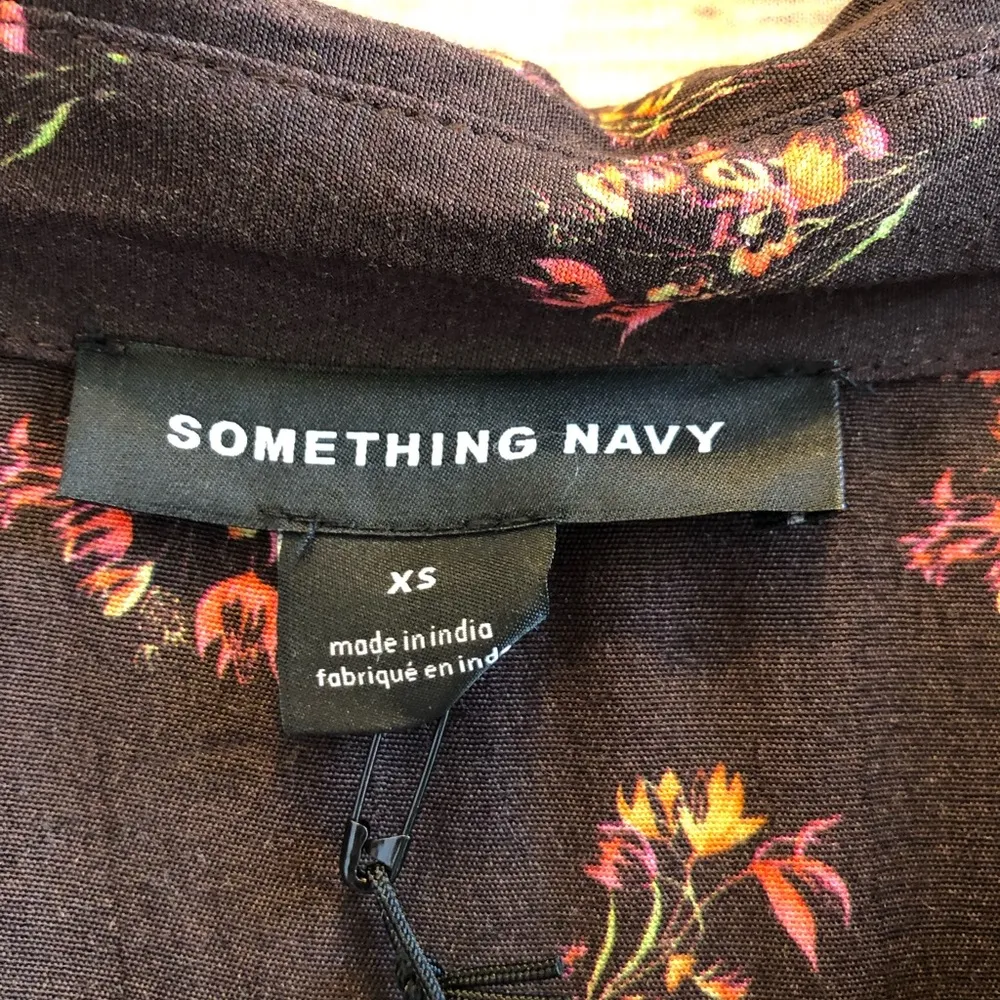 SOMETHING NAVY
XS
made in india
fabriqué en